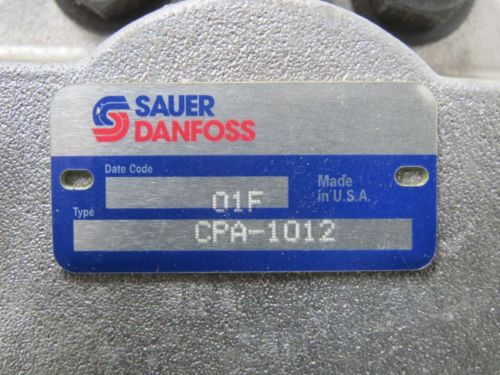 SAUER
DANFOSS
Date Code
01F
Made
in U.S.A.
Type
CPA-1012